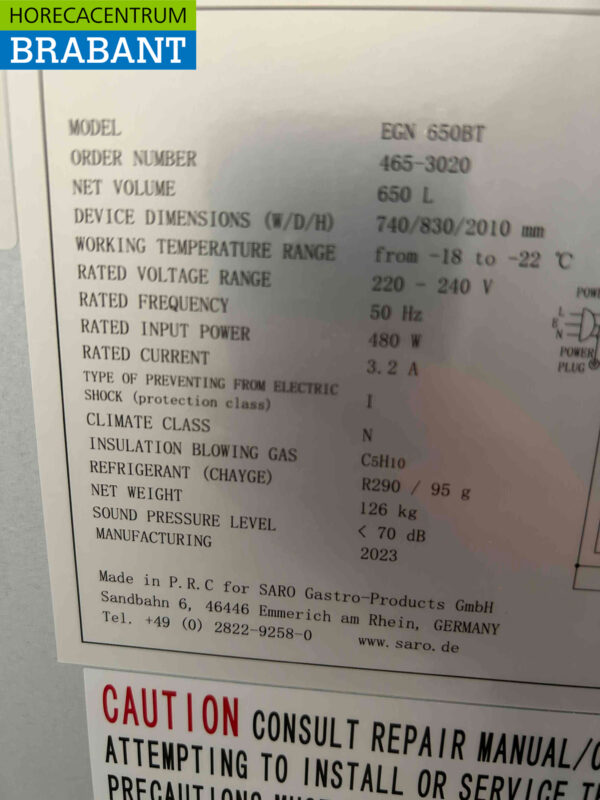 HORECACENTRUM
BRABANT
MODEL EGN 650BT
ORDER NUMBER 465-3020
NET VOLUME 650 L
DEVICE DIMENSIONS (W/D/H) 740/830/2010 mm
WORKING TEMPERATURE RANGE from -18 to -22 ℃
RATED VOLTAGE RANGE 220 - 240 V
RATED FREQUENCY 50 Hz
RATED INPUT POWER 480 W
RATED CURRENT 3.2 A
TYPE OF PREVENTING FROM ELECTRIC
SHOCK (protection class) I
CLIMATE CLASS N
INSULATION BLOWING GAS C5H10
REFRIGERANT (CHAYGE) R290 / 95 g
NET WEIGHT 126 kg
SOUND PRESSURE LEVEL < 70 dB
MANUFACTURING 2023
Made in P.R.C for SARO Gastro-Products GmbH
Sandbahn 6, 46446 Emmerich am Rhein, GERMANY
Tel. +49 (0) 2822-9258-0 www.saro.de
POWE
L
E
N
POWER
PLUG
CAUTION CONSULT REPAIR MANUAL/O
ATTEMPTING TO INSTALL OR SERVICE TH
PRECAUTIONS MUST